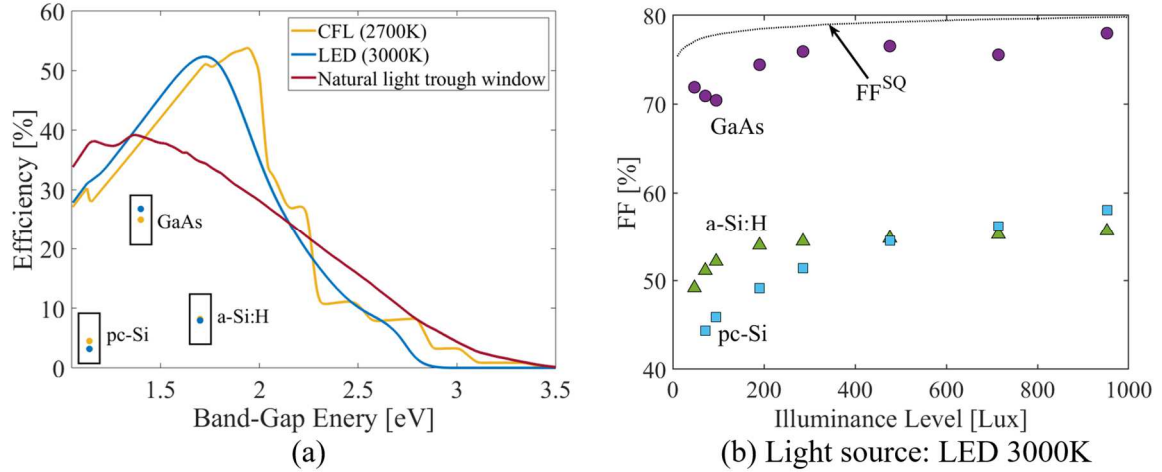 60
50
40
30
20
10
0
Efficiency [%]
CFL (2700K)
LED (3000K)
Natural light trough window
GaAs
pc-Si
a-Si:H
1.5
2
2.5
3
3.5
Band-Gap Enery [eV]
(a)
80
70
60
50
40
FF [%]
FF^SQ
GaAs
a-Si:H
pc-Si
0
200
400
600
800
1000
Illuminance Level [Lux]
(b) Light source: LED 3000K